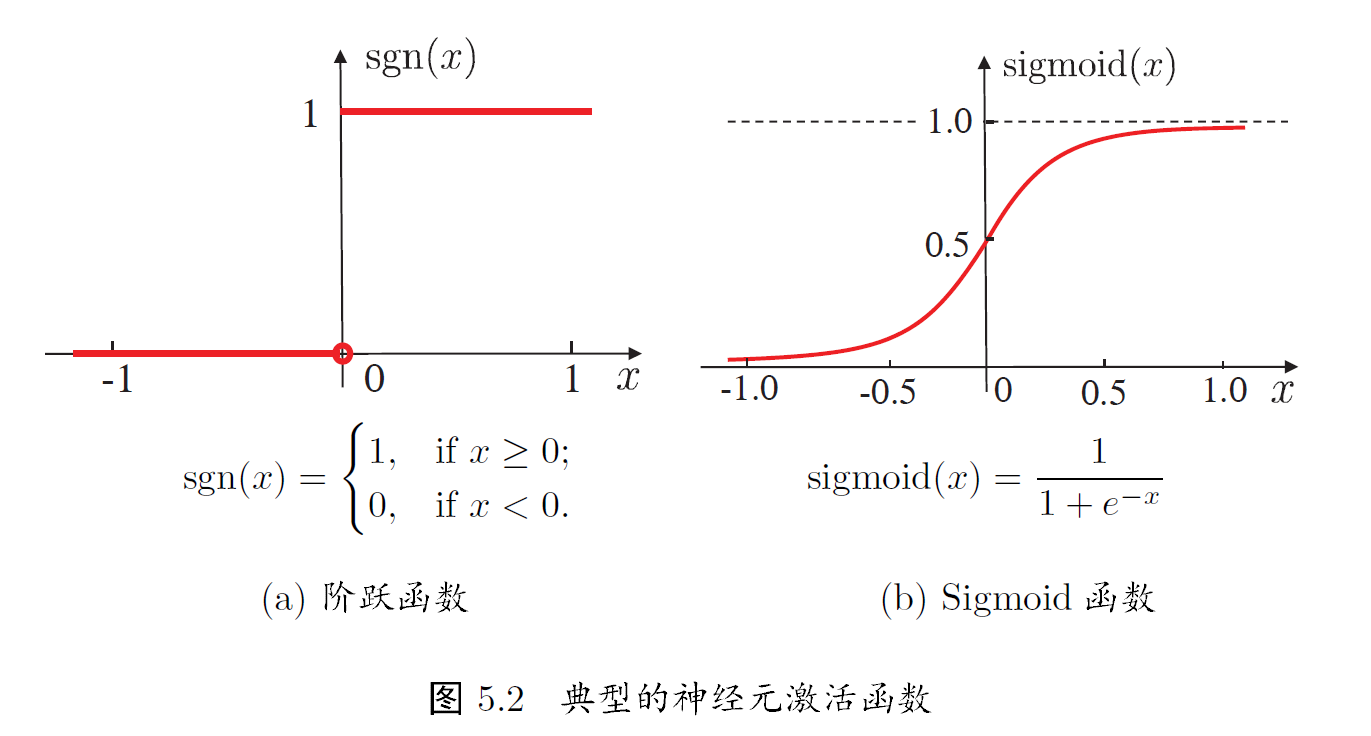 sgn(x)
1
-1
0
1
x
sgn(x) = { 1, if x ≥ 0;
0, if x < 0.
(a) 阶跃函数
sigmoid(x)
1.0
0.5
-1.0
-0.5
0
0.5
1.0
x
sigmoid(x) = 1 / (1 + e^{-x})
(b) Sigmoid 函数
图 5.2 典型的神经元激活函数